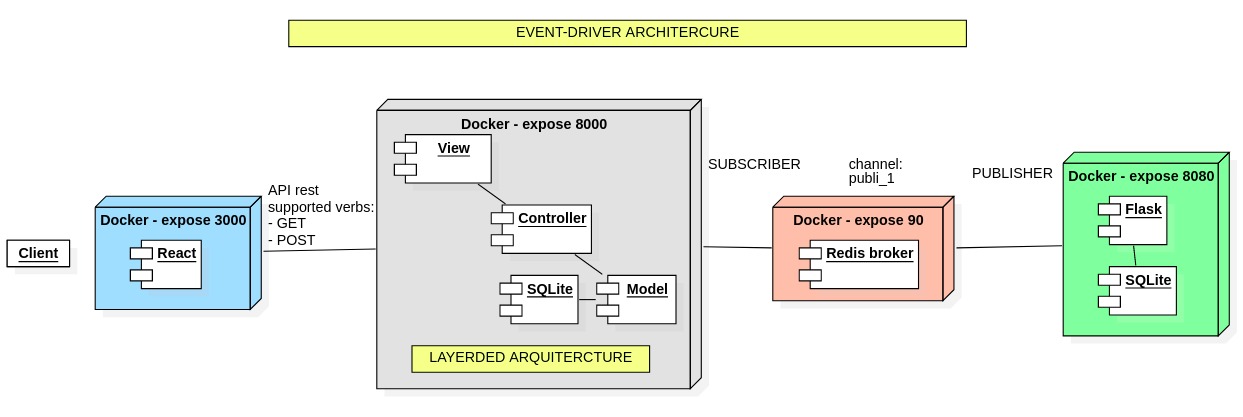 EVENT-DRIVER ARCHITERCURE
Client
Docker - expose 3000
React
API rest
supported verbs:
- GET
- POST
Docker - expose 8000
View
Controller
SQLite
Model
LAYERDED ARQUITERCTURE
SUBSCRIBER
channel:
publi_1
Docker - expose 90
Redis broker
PUBLISHER
Docker - expose 8080
Flask
SQLite